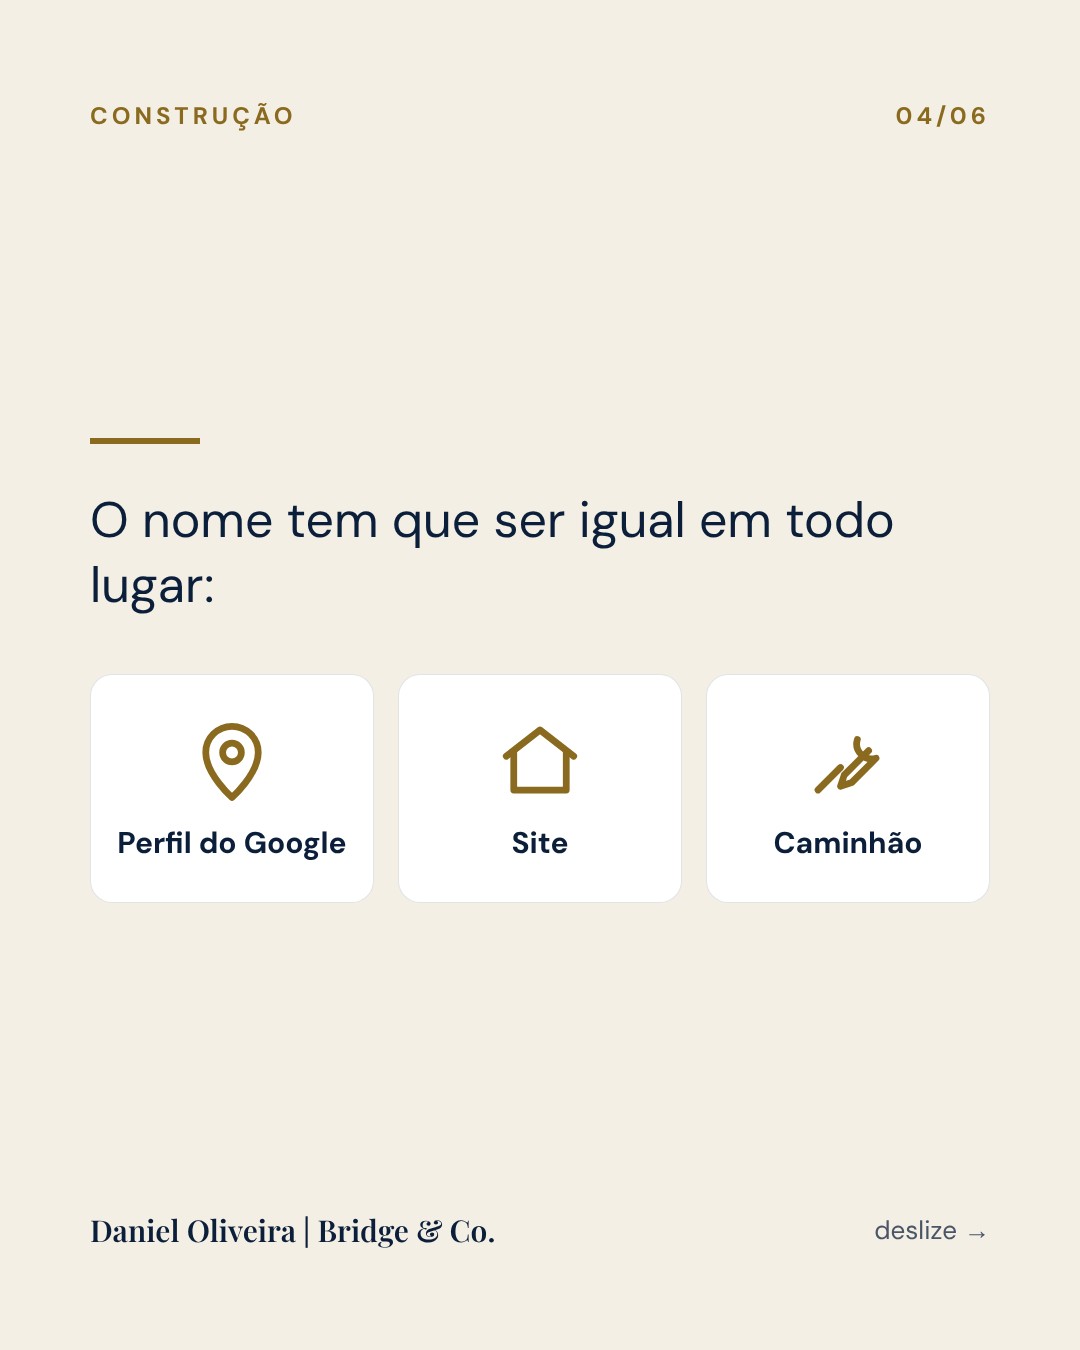 CONSTRUÇÃO
04/06
O nome tem que ser igual em todo
lugar:
Perfil do Google
Site
Caminhão
Daniel Oliveira | Bridge & Co.
deslize →